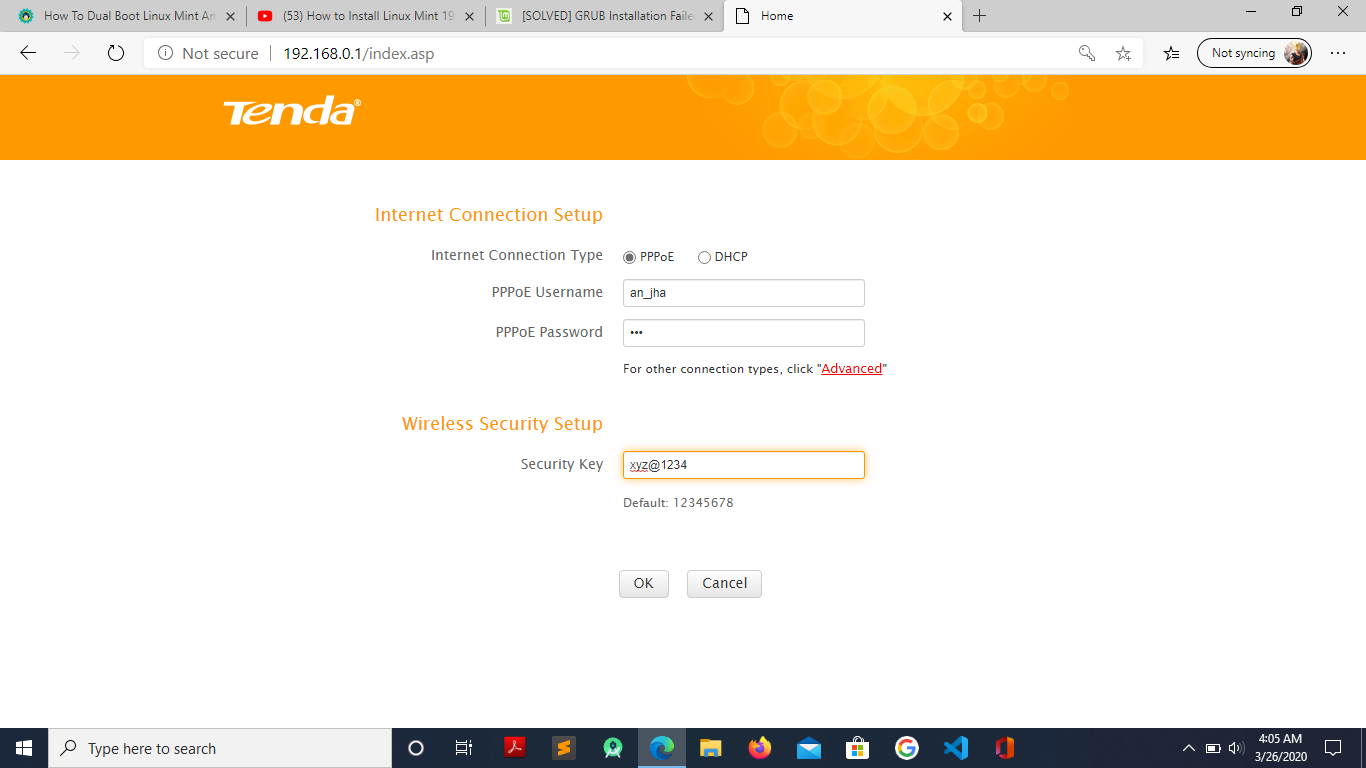 How To Dual Boot Linux Mint An
(53) How to Install Linux Mint 19
[SOLVED] GRUB Installation Faile
Home
Not secure
192.168.0.1/index.asp
Not syncing
Tenda®
Internet Connection Setup
Internet Connection Type
PPPoE
DHCP
PPPoE Username
an_jha
PPPoE Password
•••
For other connection types, click "Advanced"
Wireless Security Setup
Security Key
xyz@1234
Default: 12345678
OK
Cancel
Type here to search
4:05 AM
3/26/2020